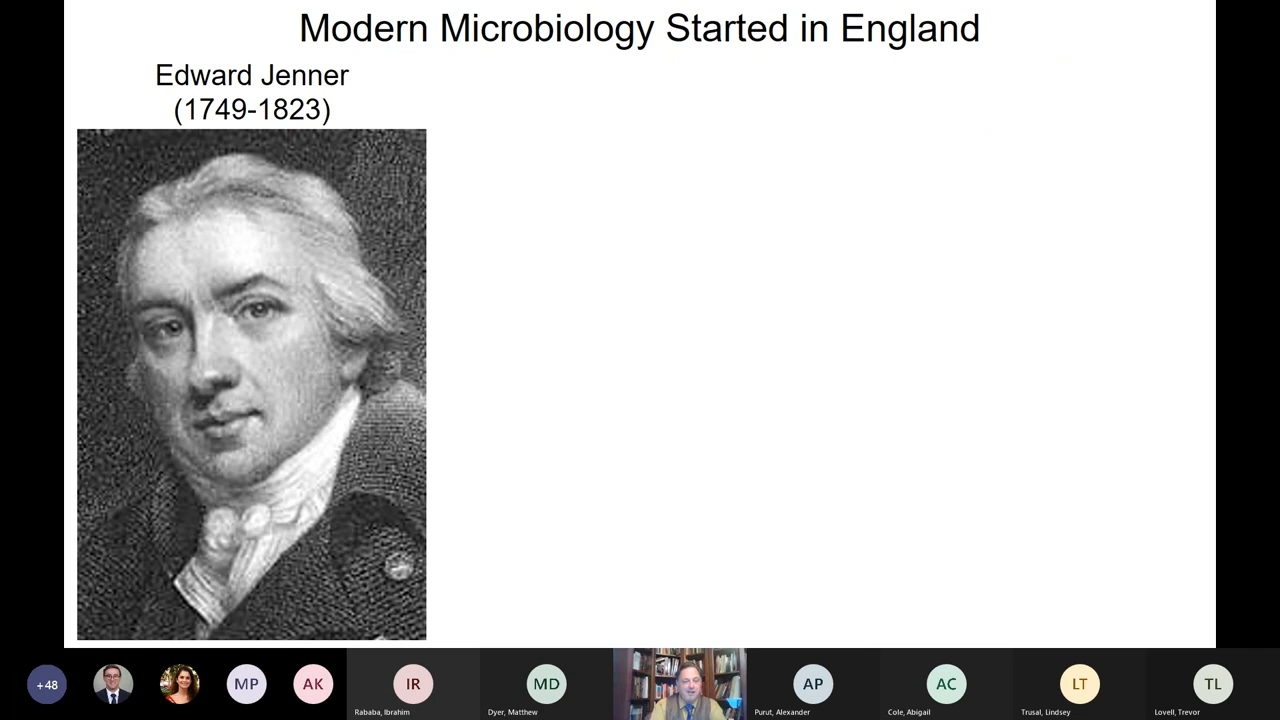 Modern Microbiology Started in England
Edward Jenner
(1749-1823)
+48
MP
AK
IR
Rababa, Ibrahim
MD
Dyer, Matthew
AP
Purut, Alexander
AC
Cole, Abigail
LT
Trusal, Lindsey
TL
Lovell, Trevor